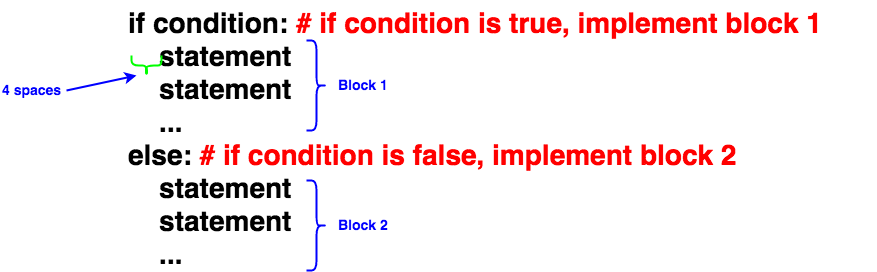 if condition: # if condition is true, implement block 1
statement
4 spaces
statement
Block 1
...
else: # if condition is false, implement block 2
statement
statement
Block 2
...